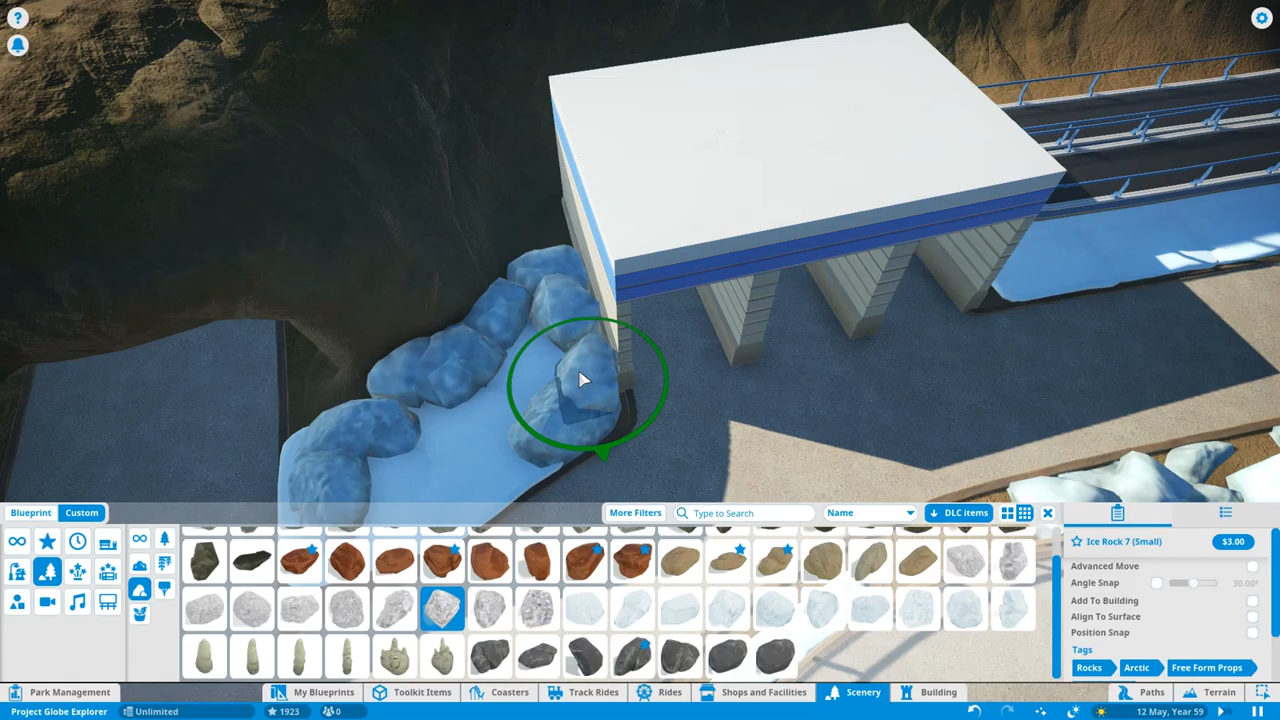 ?
Blueprint
Custom
More Filters
Type to Search
Name
DLC items
Ice Rock 7 (Small)
$3.00
Advanced Move
Angle Snap
30.00°
Add To Building
Align To Surface
Position Snap
Tags
Rocks
Arctic
Free Form Props
Park Management
My Blueprints
Toolkit Items
Coasters
Track Rides
Rides
Shops and Facilities
Scenery
Building
Paths
Terrain
Project Globe Explorer
Unlimited
1923
0
12 May, Year 59